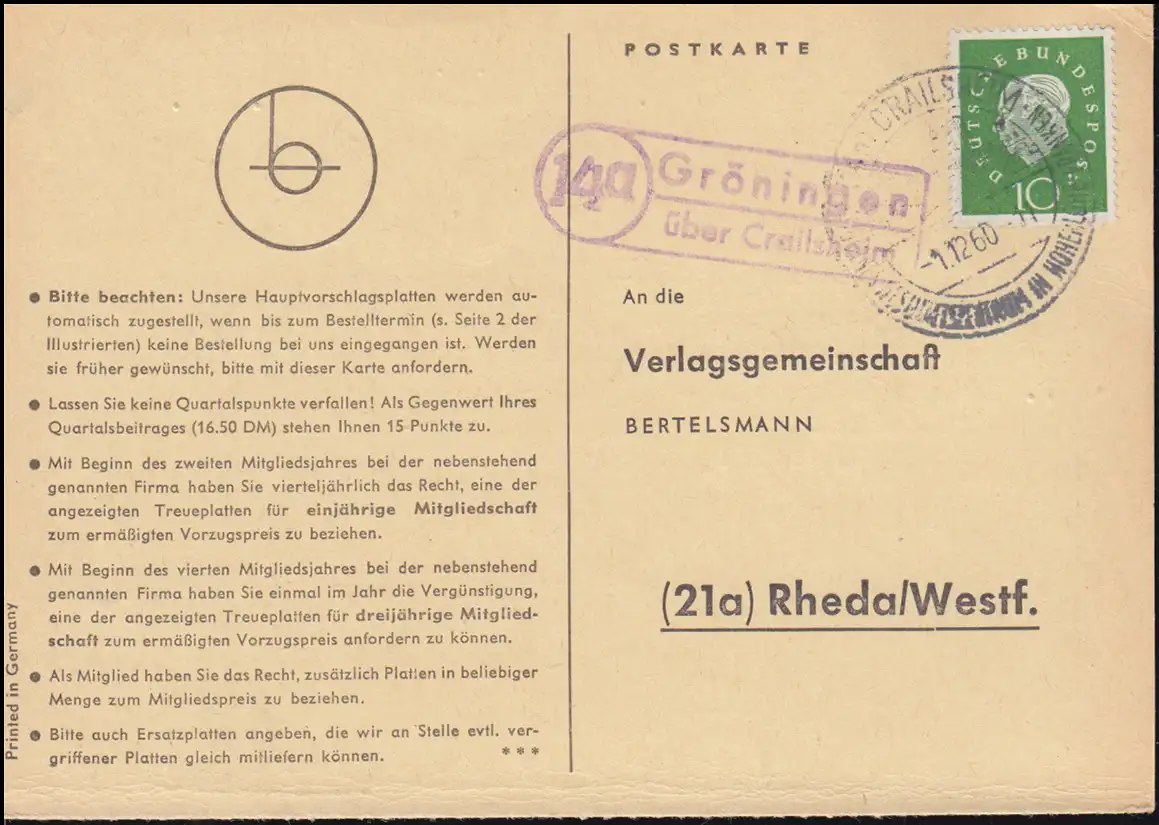 ● Bitte beachten: Unsere Hauptvorschlagsplatten werden au-
tomatisch zugestellt, wenn bis zum Bestelltermin (s. Seite 2 der
Illustrierten) keine Bestellung bei uns eingegangen ist. Werden
sie früher gewünscht, bitte mit dieser Karte anfordern.
● Lassen Sie keine Quartalspunkte verfallen! Als Gegenwert Ihres
Quartalsbeitrages (16.50 DM) stehen Ihnen 15 Punkte zu.
● Mit Beginn des zweiten Mitgliedsjahres bei der nebenstehend
genannten Firma haben Sie vierteljährlich das Recht, eine der
angezeigten Treueplatten für einjährige Mitgliedschaft
zum ermäßigten Vorzugspreis zu beziehen.
● Mit Beginn des vierten Mitgliedsjahres bei der nebenstehend
genannten Firma haben Sie einmal im Jahr die Vergünstigung,
eine der angezeigten Treueplatten für dreijährige Mitglied-
schaft zum ermäßigten Vorzugspreis anfordern zu können.
● Als Mitglied haben Sie das Recht, zusätzlich Platten in beliebiger
Menge zum Mitgliedspreis zu beziehen.
● Bitte auch Ersatzplatten angeben, die wir an Stelle evtl. ver-
griffener Platten gleich mitliefern können. ***
Printed in Germany
b
POSTKARTE
DEUTSCHE BUNDESPOST
10
14a
Gröningen
über Crailsheim
CRAILSHEIM
-1.12.60
IN HOHENLOHE
An die
Verlagsgemeinschaft
BERTELSMANN
(21a) Rheda/Westf.